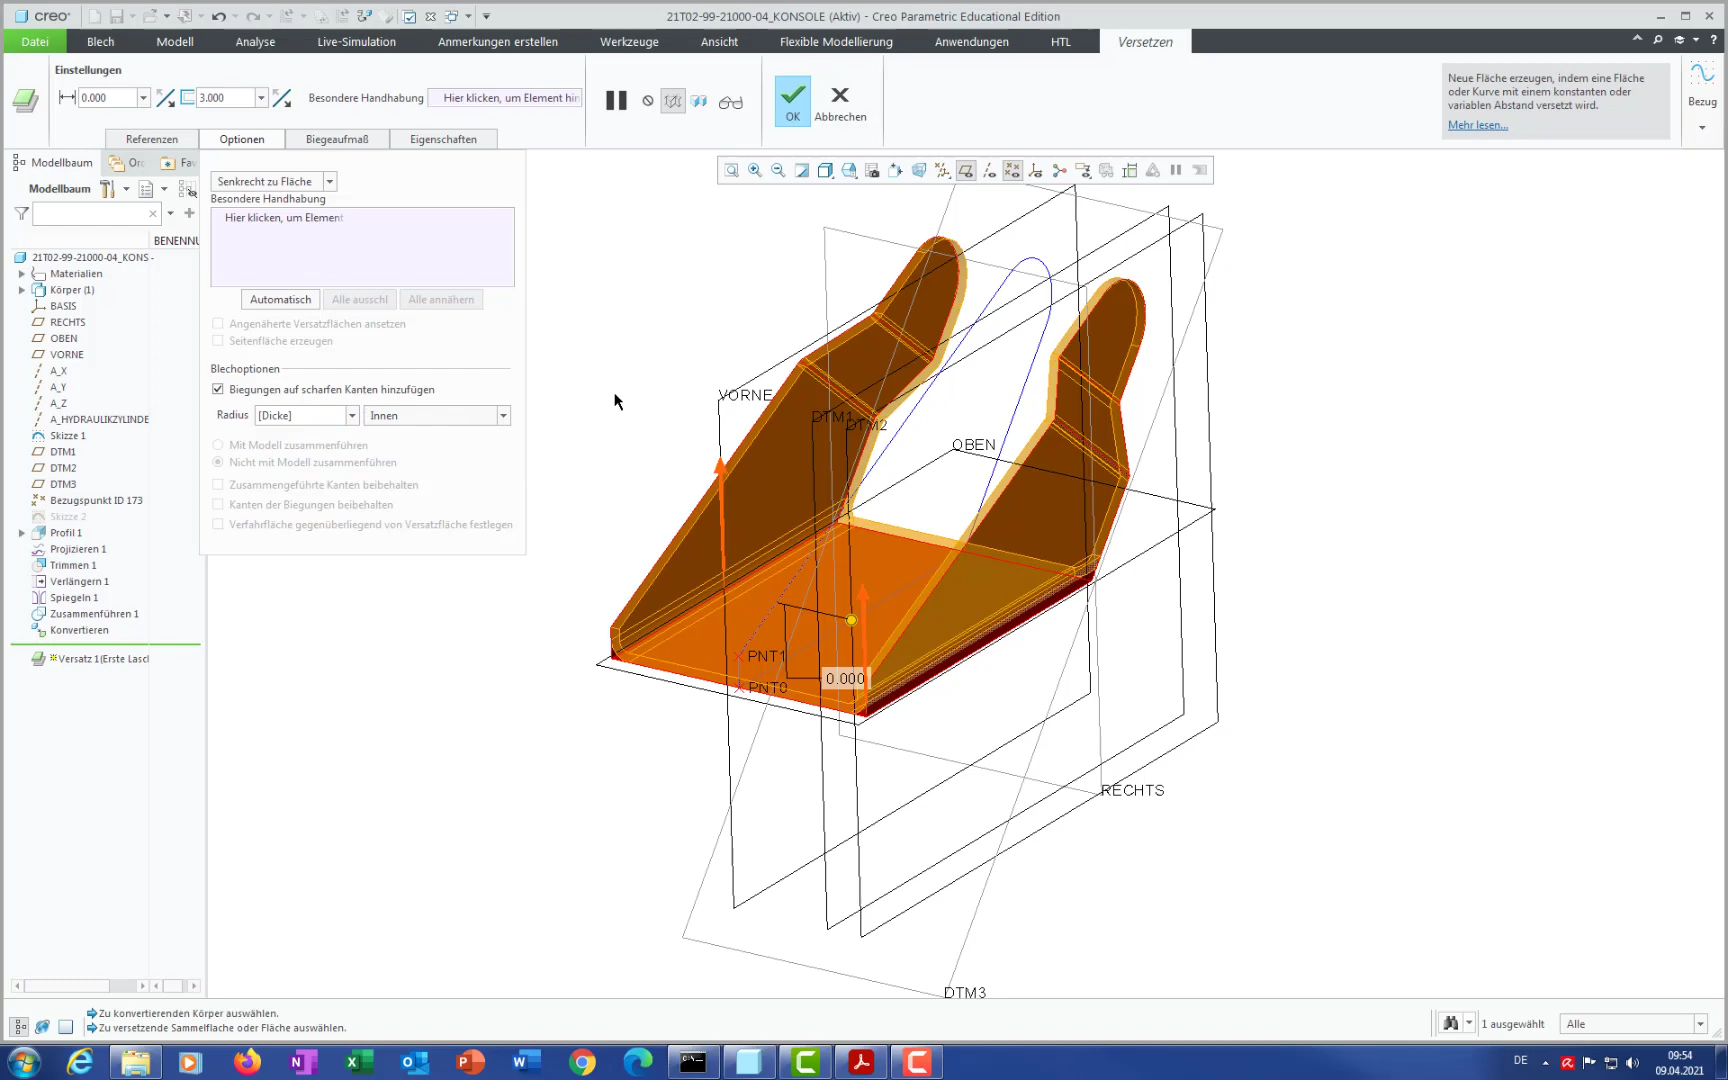 creo
21T02-99-21000-04_KONSOLE (Aktiv) - Creo Parametric Educational Edition
Datei
Blech
Modell
Analyse
Live-Simulation
Anmerkungen erstellen
Werkzeuge
Ansicht
Flexible Modellierung
Anwendungen
HTL
Versetzen
Einstellungen
0.000
3.000
Besondere Handhabung
Hier klicken, um Element hin
OK
Abbrechen
Neue Fläche erzeugen, indem eine Fläche
oder Kurve mit einem konstanten oder
variablen Abstand versetzt wird.
Mehr lesen...
Bezug
Referenzen
Optionen
Biegeaufmaß
Eigenschaften
Modellbaum
Fav
Modellbaum
BENENNU
21T02-99-21000-04_KONS
Materialien
Körper (1)
BASIS
RECHTS
OBEN
VORNE
A_X
A_Y
A_Z
A_HYDRAULIKZYLINDE
Skizze 1
DTM1
DTM2
DTM3
Bezugspunkt ID 173
Skizze 2
Profil 1
Projizieren 1
Trimmen 1
Verlängern 1
Spiegeln 1
Zusammenführen 1
Konvertieren
Versatz 1(Erste Lasch
Senkrecht zu Fläche
Besondere Handhabung
Hier klicken, um Element
Automatisch
Alle ausschl
Alle annähern
Angenäherte Versatzflächen ansetzen
Seitenfläche erzeugen
Blechoptionen
Biegungen auf scharfen Kanten hinzufügen
Radius
[Dicke]
Innen
Mit Modell zusammenführen
Nicht mit Modell zusammenführen
Zusammengeführte Kanten beibehalten
Kanten der Biegungen beibehalten
Verfahrfläche gegenüberliegend von Versatzfläche festlegen
VORNE
DTM1
DTM2
OBEN
PNT1
PNT0
0.000
RECHTS
DTM3
Zu konvertierenden Körper auswählen.
Zu versetzende Sammelfläche oder Fläche auswählen.
1 ausgewählt
Alle
DE
09:54
09.04.2021